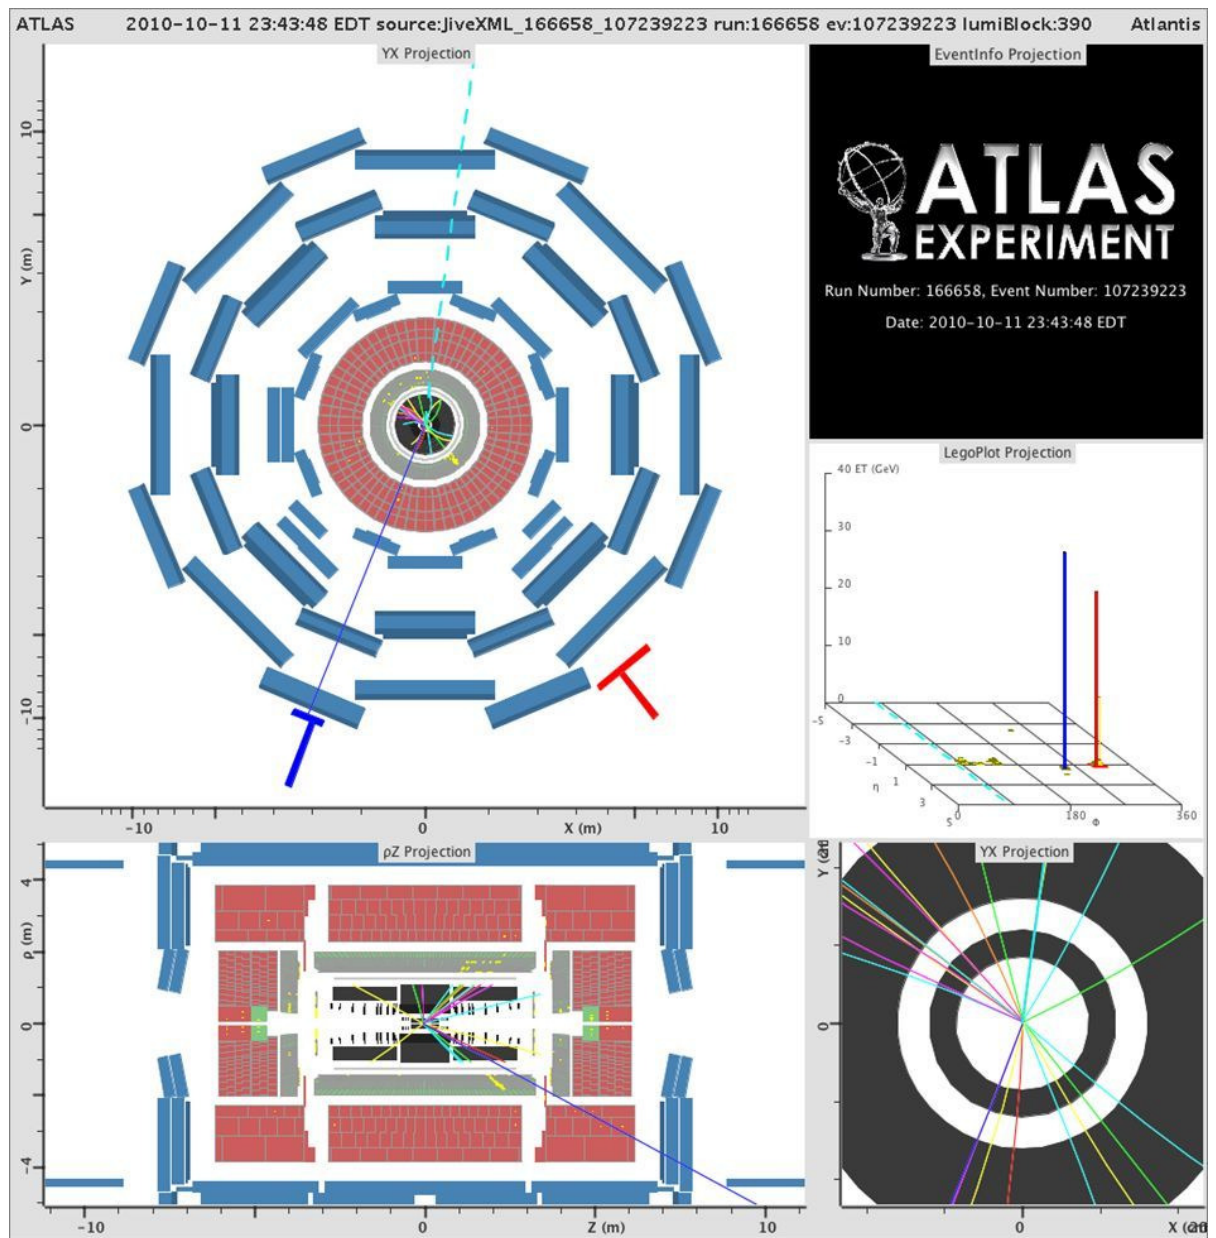 ATLAS 2010-10-11 23:43:48 EDT source:JiveXML_166658_107239223 run:166658 ev:107239223 lumiBlock:390 Atlantis
YX Projection
10
Y (m)
0
-10
-10 0 X (m) 10
EventInfo Projection
ATLAS
EXPERIMENT
Run Number: 166658, Event Number: 107239223
Date: 2010-10-11 23:43:48 EDT
LegoPlot Projection
40 ET (GeV)
30
20
10
0
-5
-3
-1
η 1
3
5
0 180 Φ 360
ρZ Projection
4
ρ (m)
0
-4
-10 0 Z (m) 10
YX Projection
0
0